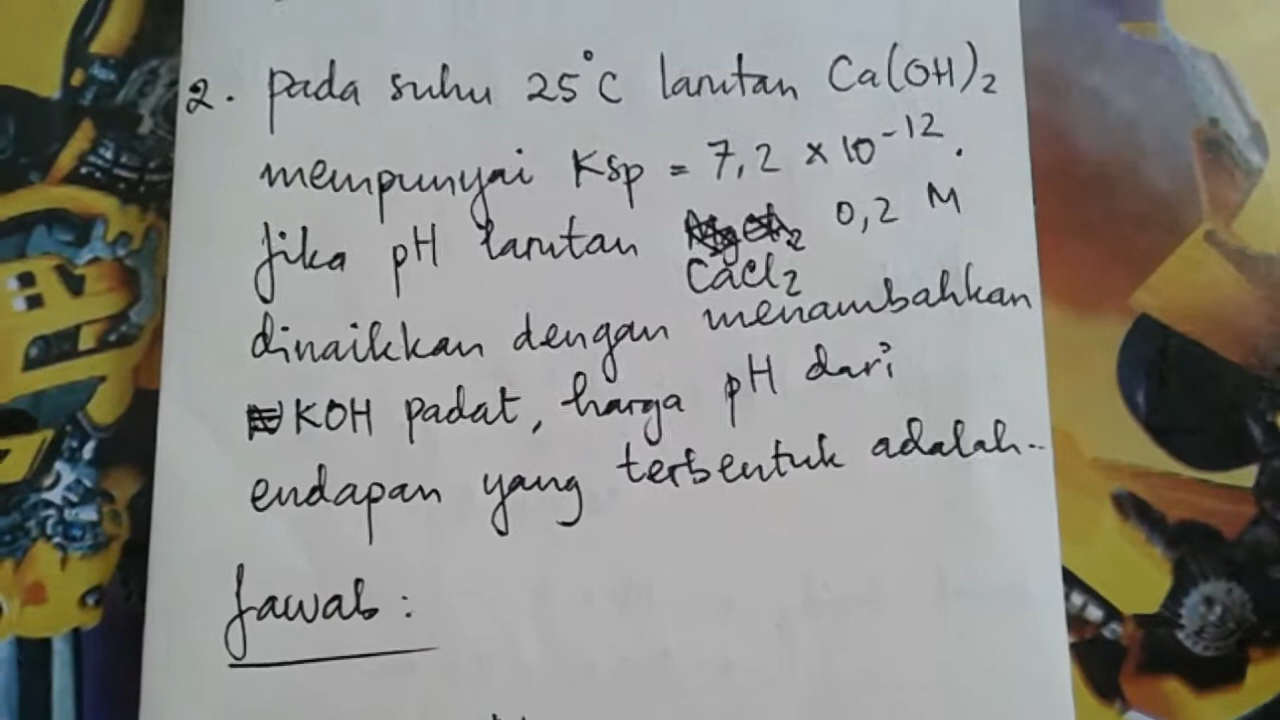 2. pada suhu 25°C larutan Ca(OH)2
mempunyai Ksp = 7,2 x 10-12.
Jika pH larutan CaCl2 0,2 M
dinaikkan dengan menambahkan
KOH padat, harga pH dari
endapan yang terbentuk adalah..
Jawab :